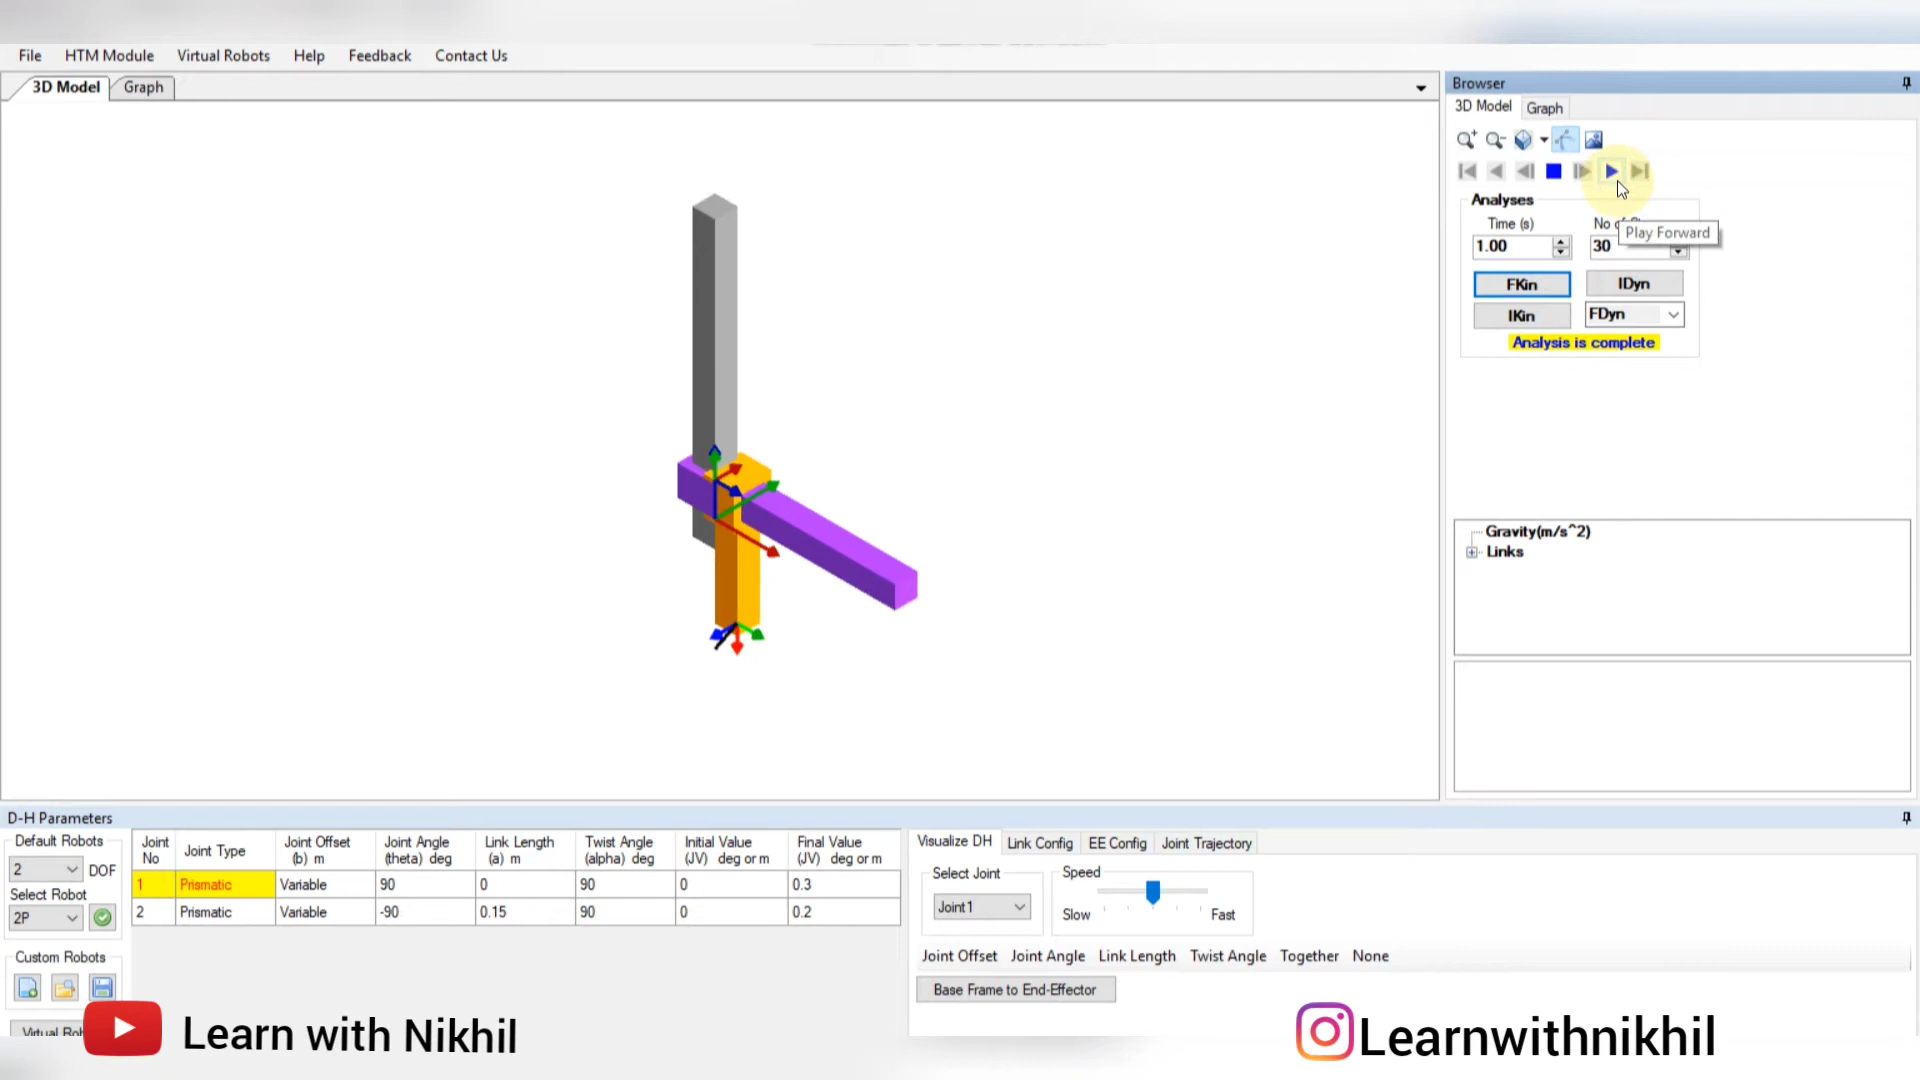 File HTM Module Virtual Robots Help Feedback Contact Us
3D Model Graph
Browser
3D Model Graph
Analyses
Time (s) No of
Play Forward
1.00 30
FKin IDyn
IKin FDyn
Analysis is complete
Gravity(m/s^2)
Links
D-H Parameters
Default Robots
2 DOF
Select Robot
2P
Custom Robots
Joint No Joint Type Joint Offset (b) m Joint Angle (theta) deg Link Length (a) m Twist Angle (alpha) deg Initial Value (JV) deg or m Final Value (JV) deg or m
1 Prismatic Variable 90 0 90 0 0.3
2 Prismatic Variable -90 0.15 90 0 0.2
Visualize DH Link Config EE Config Joint Trajectory
Select Joint Speed
Joint1
Slow Fast
Joint Offset Joint Angle Link Length Twist Angle Together None
Base Frame to End-Effector
Learn with Nikhil
Learnwithnikhil